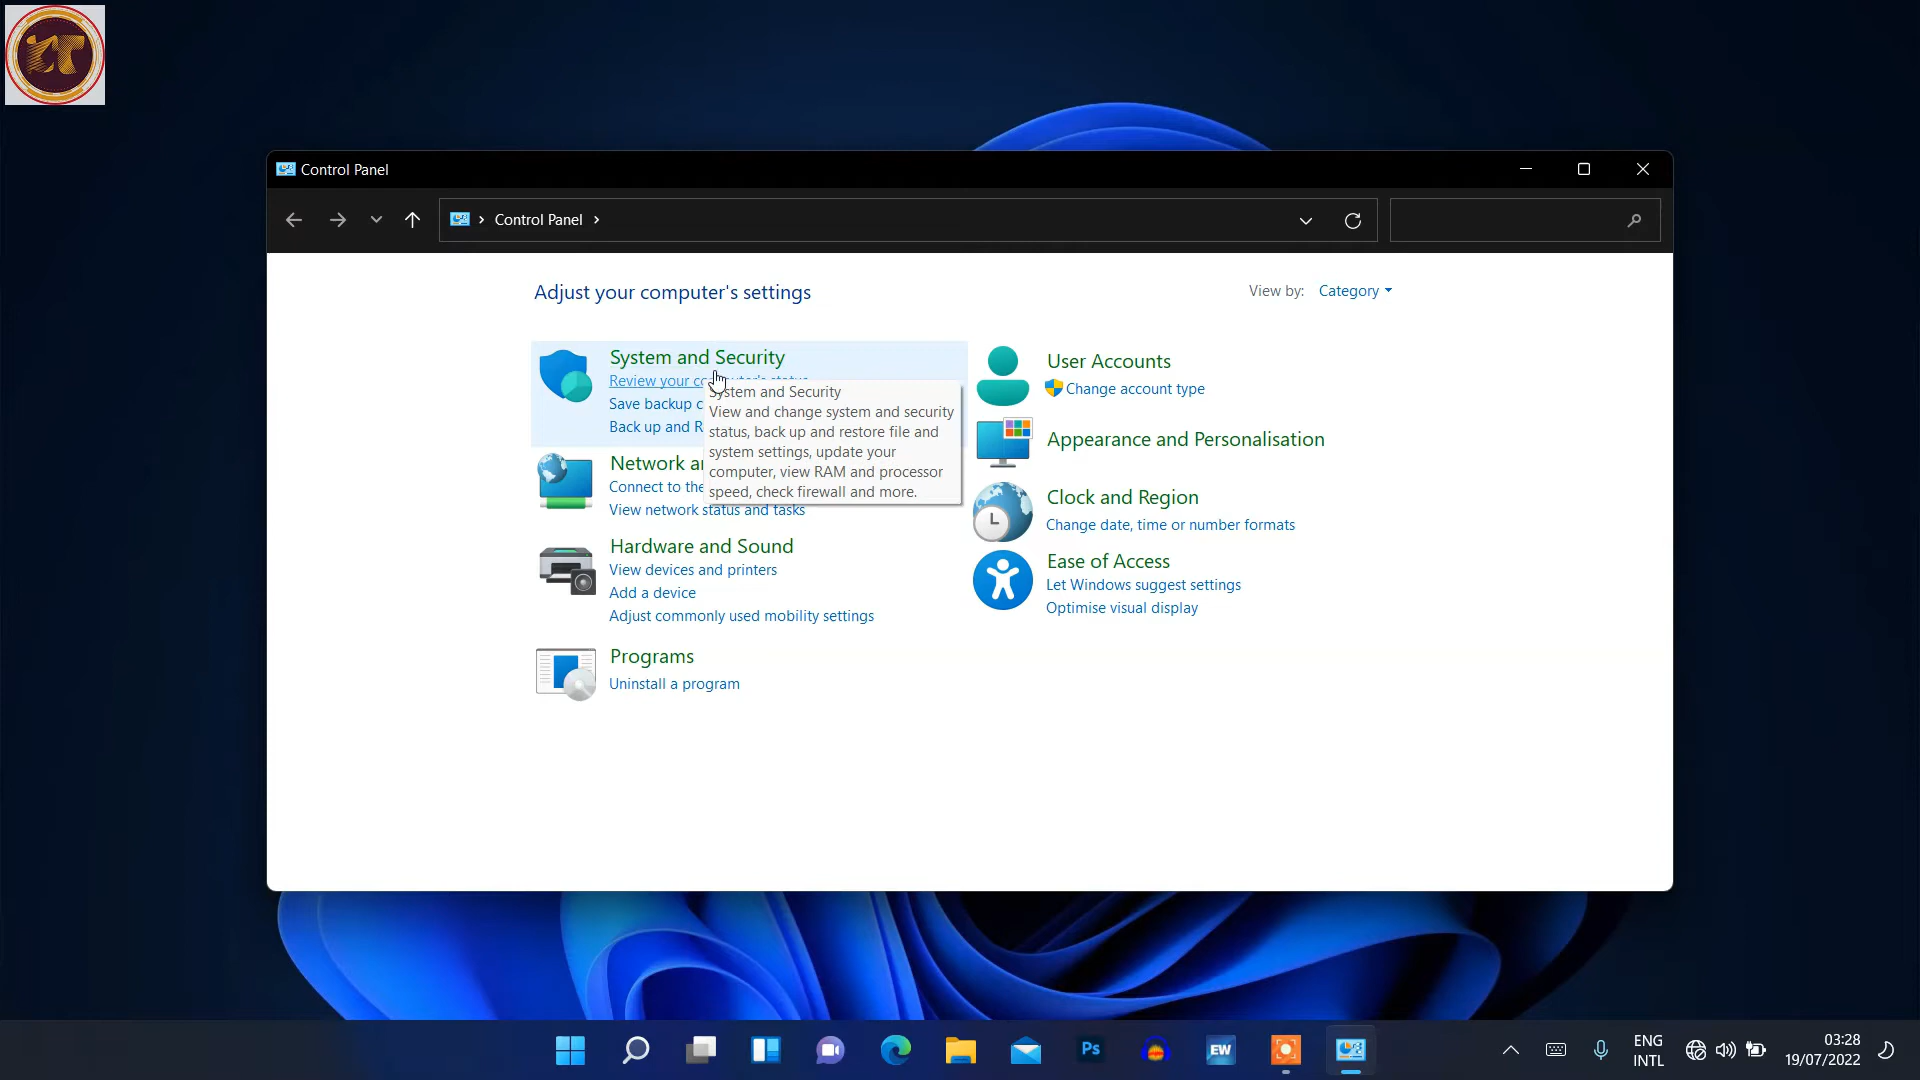 Control Panel
Control Panel
Adjust your computer's settings
View by: Category
System and Security
Review your
Save backup
Back up and
System and Security
View and change system and security
status, back up and restore file and
system settings, update your
computer, view RAM and processor
speed, check firewall and more.
Network
Connect to the
View network status and tasks
Hardware and Sound
View devices and printers
Add a device
Adjust commonly used mobility settings
Programs
Uninstall a program
User Accounts
Change account type
Appearance and Personalisation
Clock and Region
Change date, time or number formats
Ease of Access
Let Windows suggest settings
Optimise visual display
Ps
EW
ENG
INTL
03:28
19/07/2022